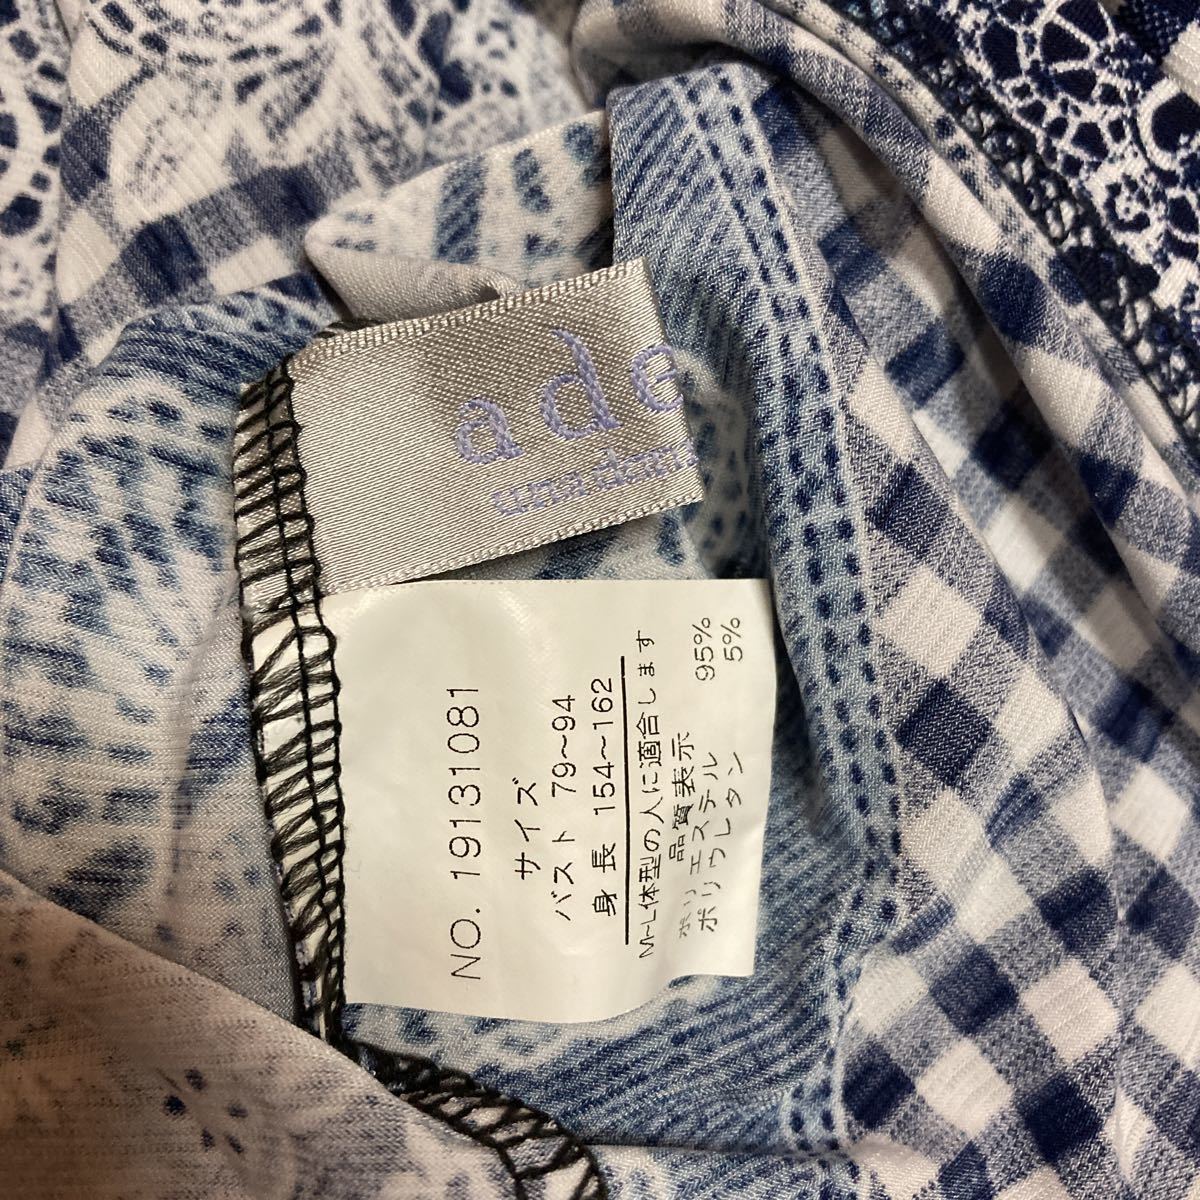 ade
NO. 19131081
サイズ
バスト 79~94
身長 154~162
M~L体型の人に適合します
品質表示
ポリエステル 95%
ポリウレタン 5%